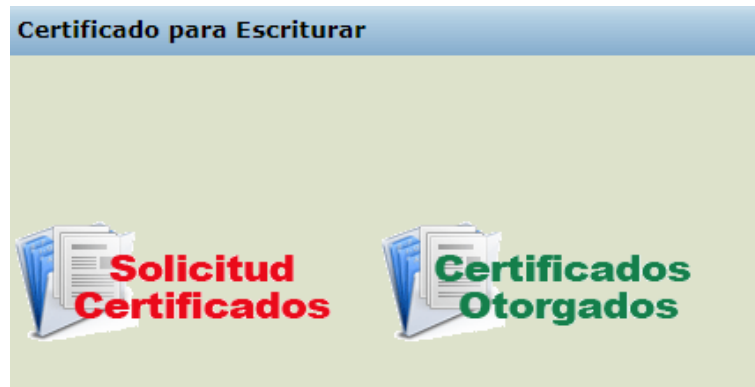 Certificado para Escriturar
Solicitud
Certificados
Certificados
Otorgados